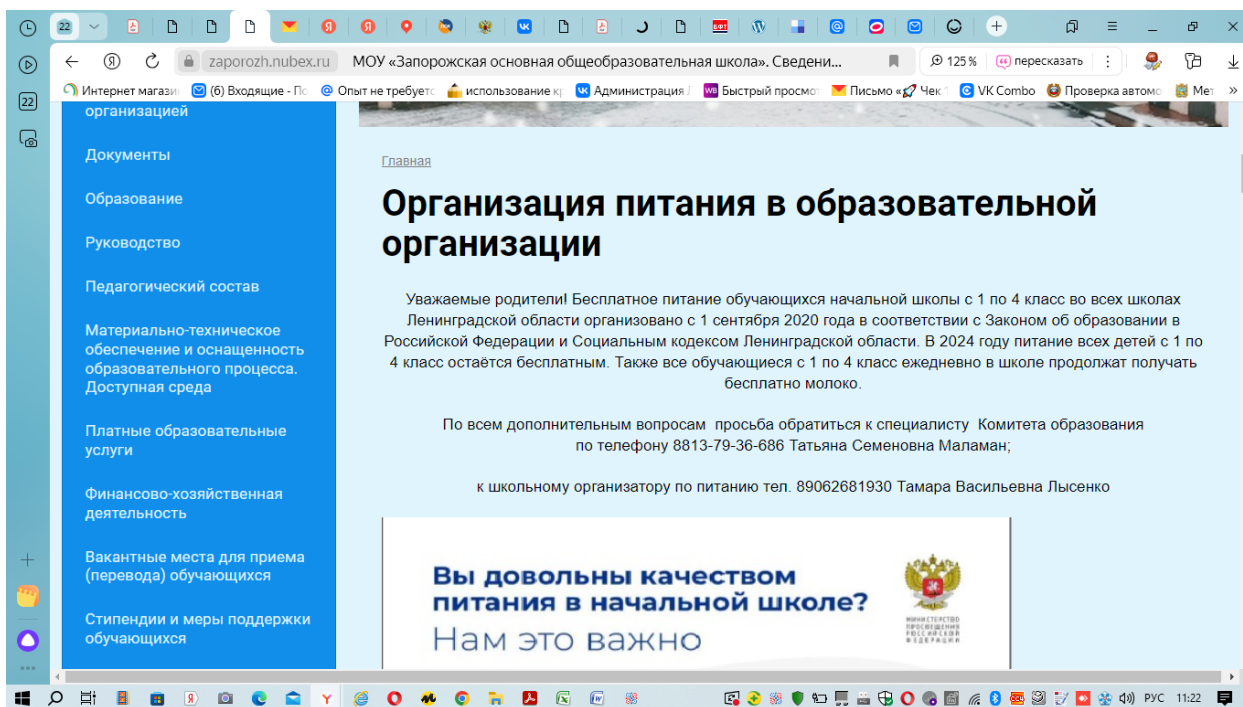 22
zaporozh.nubex.ru
МОУ «Запорожская основная общеобразовательная школа». Сведени...
125 %
пересказать
Интернет магази
(6) Входящие - По
Опыт не требуетс
использование кр
Администрация Л
Быстрый просмот
Письмо «
Чек 1
VK Combo
Проверка автомо
Мет
»
22
организацией
Документы
Образование
Руководство
Педагогический состав
Материально-техническое
обеспечение и оснащенность
образовательного процесса.
Доступная среда
Платные образовательные
услуги
Финансово-хозяйственная
деятельность
Вакантные места для приема
(перевода) обучающихся
Стипендии и меры поддержки
обучающихся
Главная
Организация питания в образовательной
организации
Уважаемые родители! Бесплатное питание обучающихся начальной школы с 1 по 4 класс во всех школах
Ленинградской области организовано с 1 сентября 2020 года в соответствии с Законом об образовании в
Российской Федерации и Социальным кодексом Ленинградской области. В 2024 году питание всех детей с 1 по
4 класс остаётся бесплатным. Также все обучающиеся с 1 по 4 класс ежедневно в школе продолжат получать
бесплатно молоко.
По всем дополнительным вопросам просьба обратиться к специалисту Комитета образования
по телефону 8813-79-36-686 Татьяна Семеновна Маламан;
к школьному организатору по питанию тел. 89062681930 Тамара Васильевна Лысенко
Вы довольны качеством
питания в начальной школе?
Нам это важно
МИНИСТЕРСТВО
ПРОСВЕЩЕНИЯ
РОССИЙСКОЙ
ФЕДЕРАЦИИ
РУС
11:22